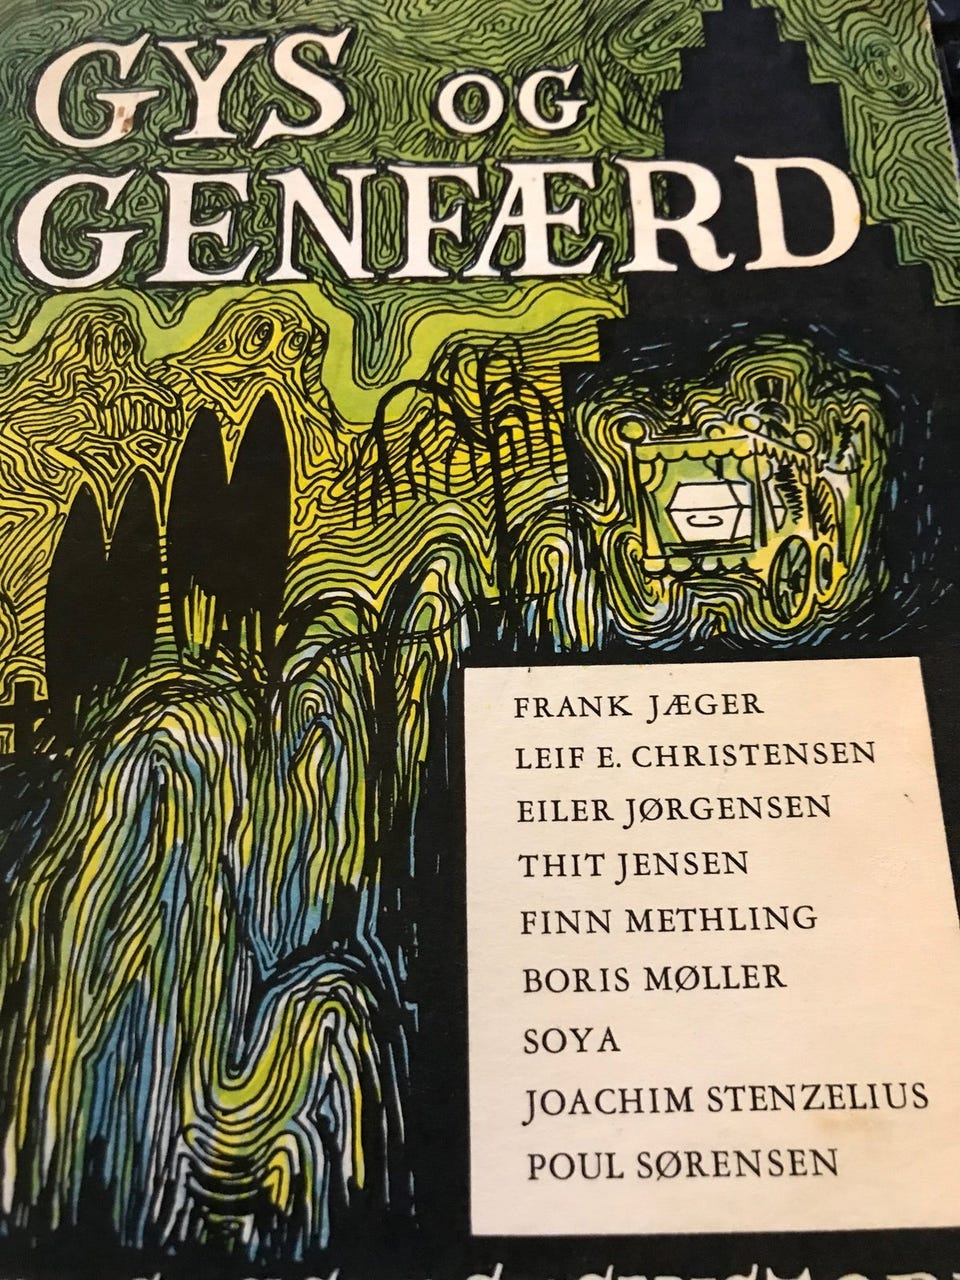 GYS OG
GENFÆRD
FRANK JÆGER
LEIF E. CHRISTENSEN
EILER JØRGENSEN
THIT JENSEN
FINN METHLING
BORIS MØLLER
SOYA
JOACHIM STENZELIUS
POUL SØRENSEN